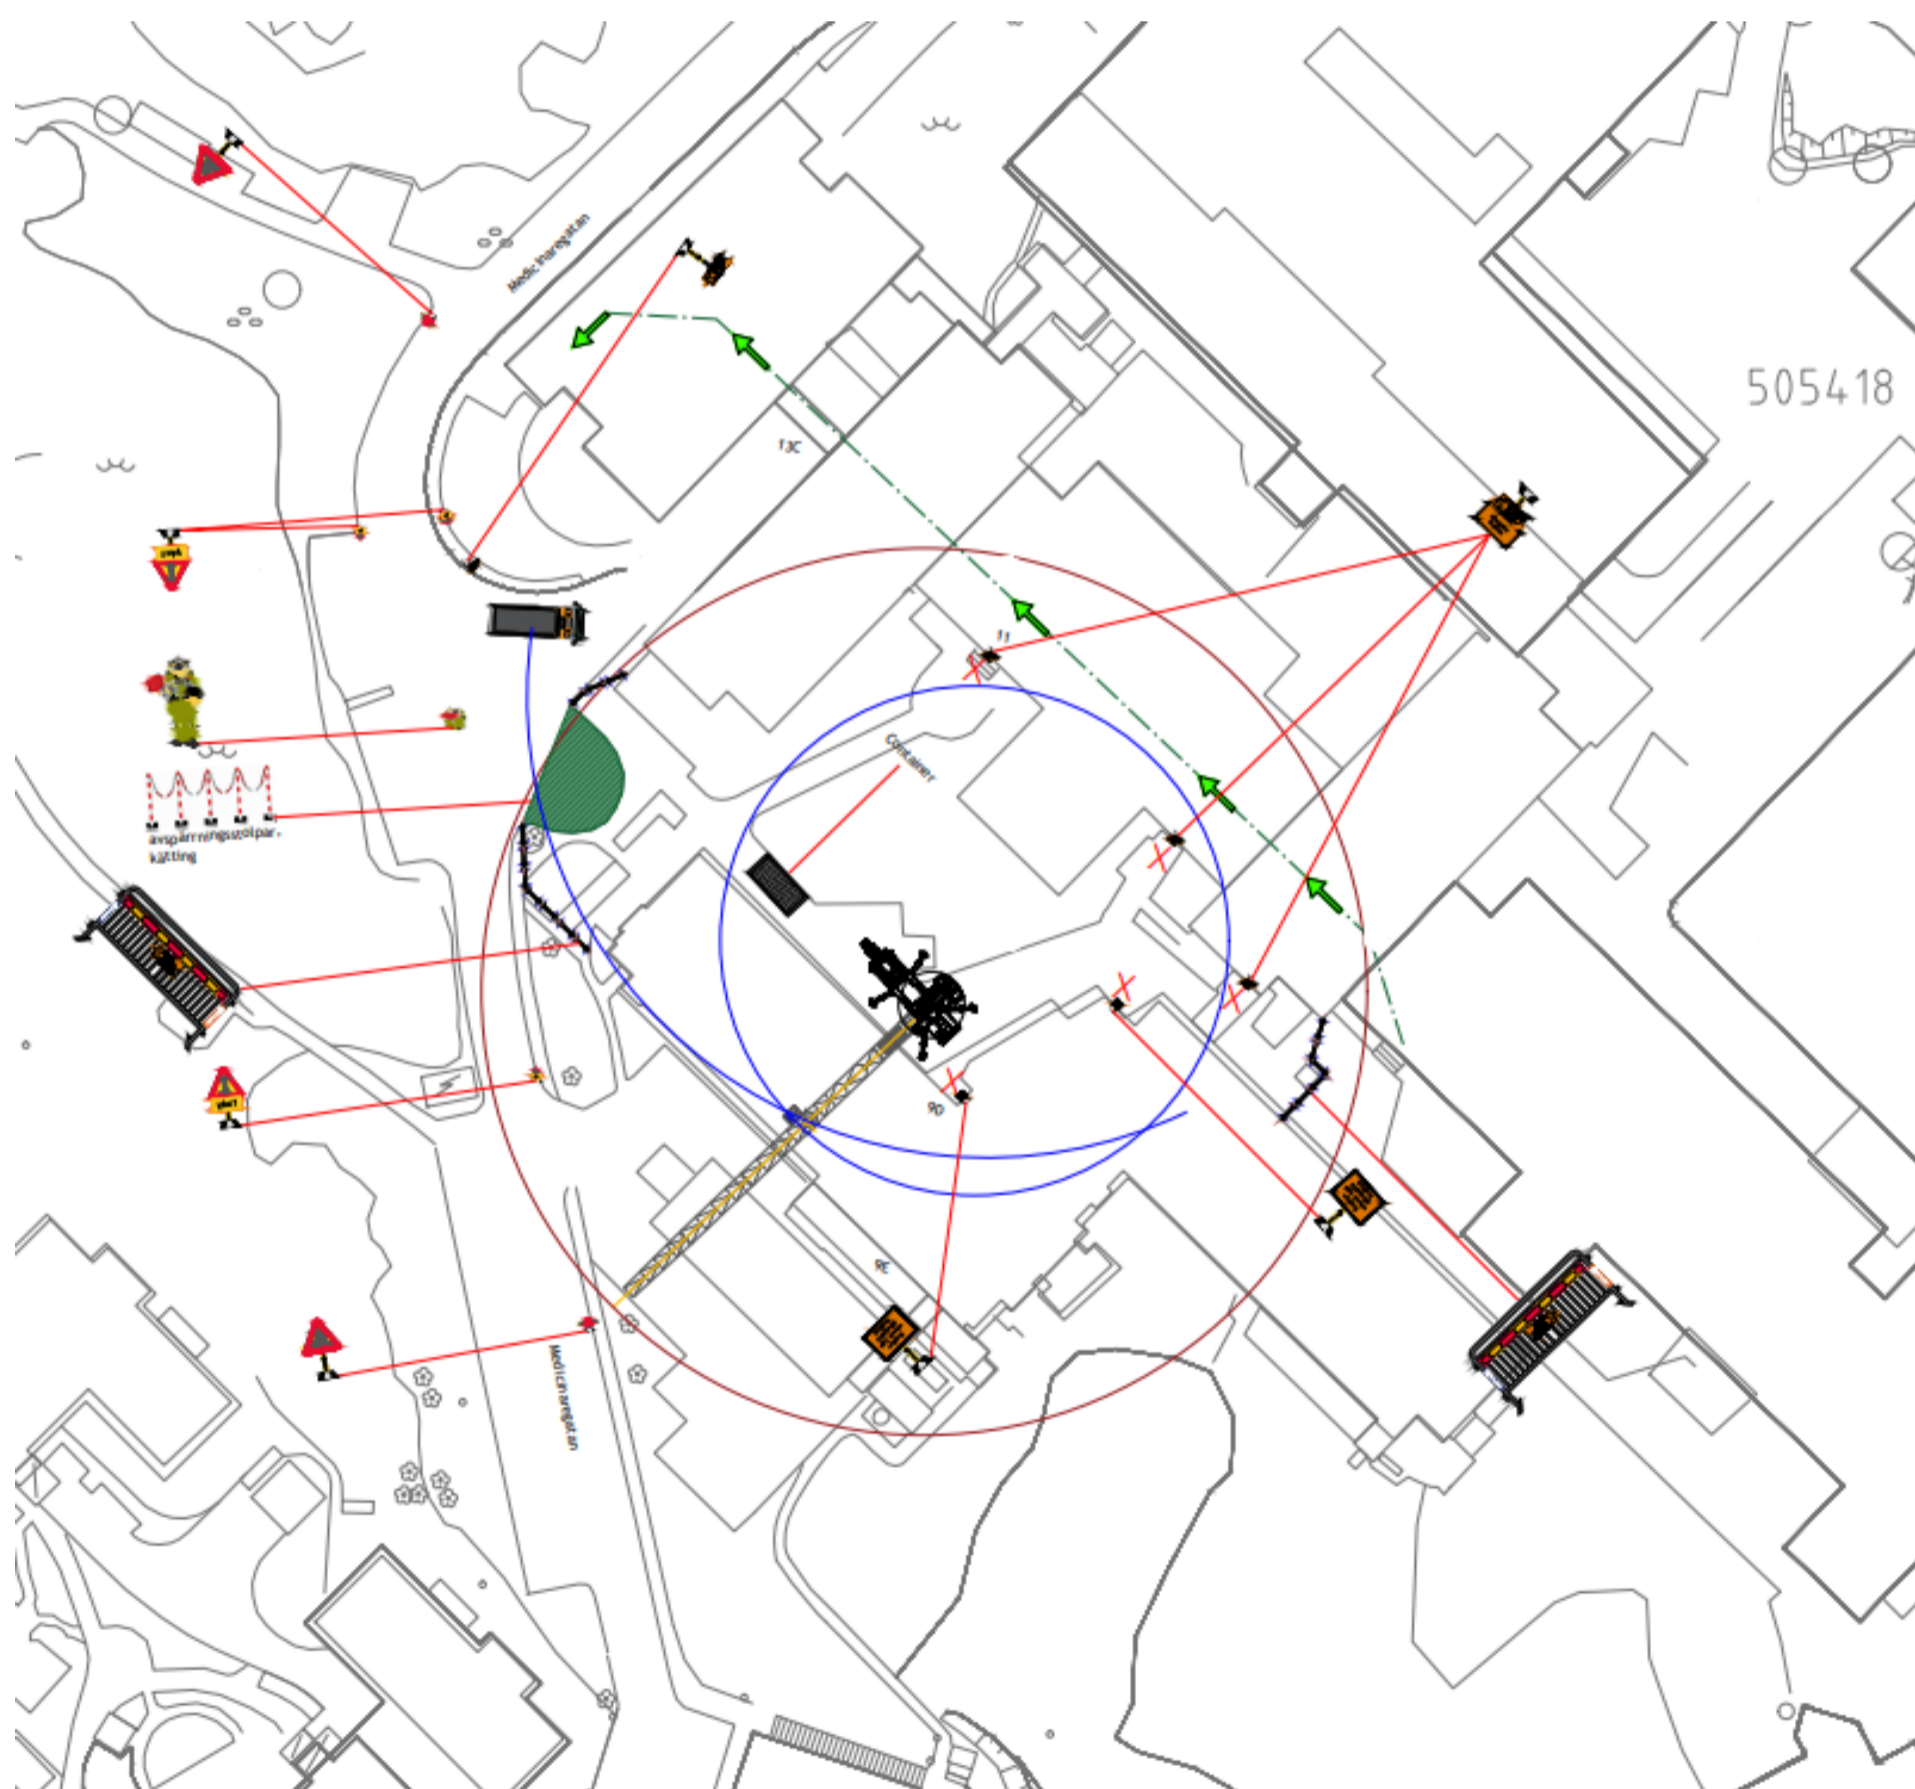 Medicinaregatan
505418
13C
11
Container
avspärrningsstolpar,
kätting
9D
9E
Medicinaregatan